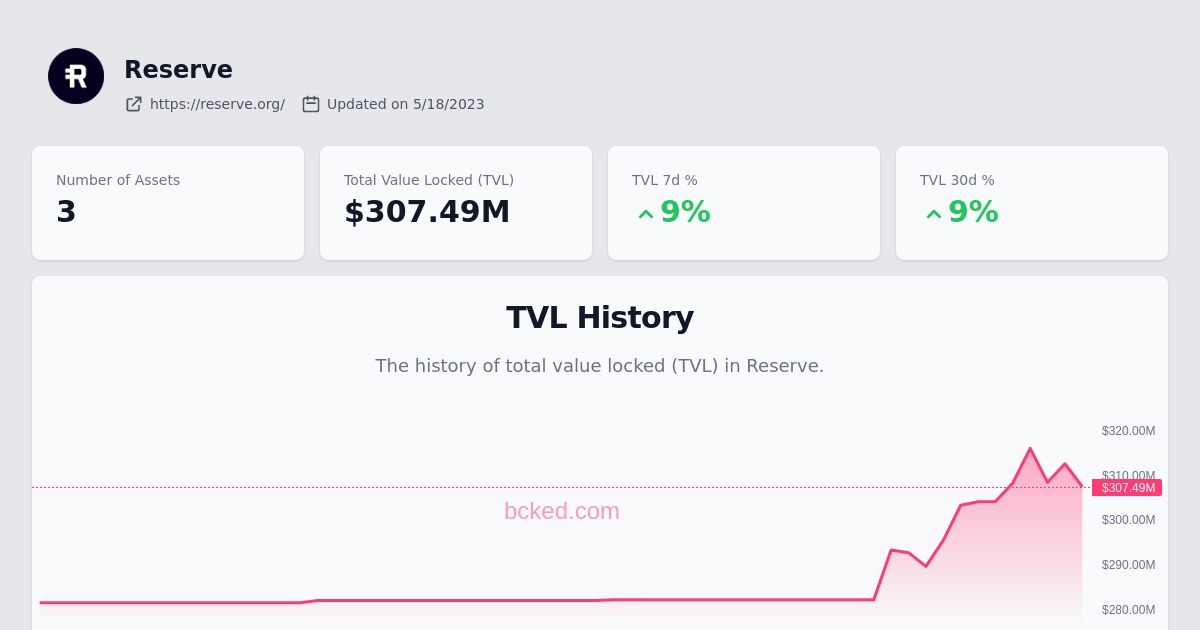 Reserve
https://reserve.org/ Updated on 5/18/2023
Number of Assets
3
Total Value Locked (TVL)
$307.49M
TVL 7d %
9%
TVL 30d %
9%
TVL History
The history of total value locked (TVL) in Reserve.
$320.00M
$310.00M
$307.49M
bcked.com
$300.00M
$290.00M
$280.00M